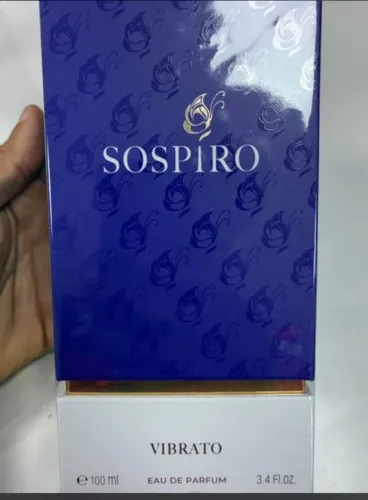 SOSPIRO
VIBRATO
℮ 100 ml EAU DE PARFUM 3.4 Fl.oz.